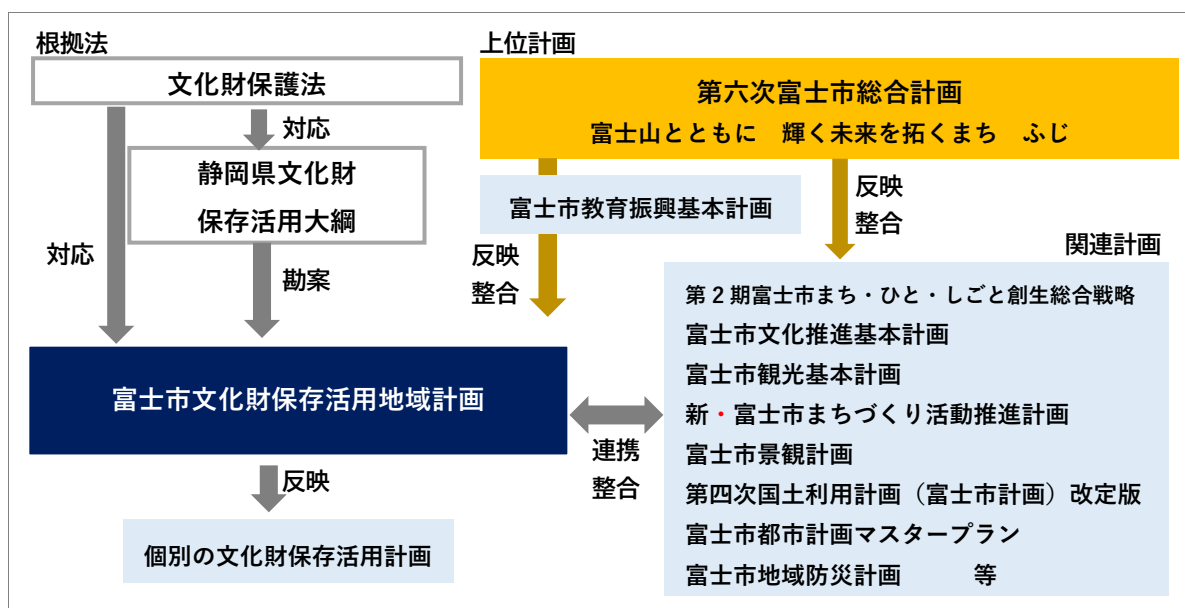 根拠法
文化財保護法
対応
静岡県文化財
保存活用大綱
対応
勘案
上位計画
第六次富士市総合計画
富士山とともに　輝く未来を拓くまち　ふじ
富士市教育振興基本計画
反映
整合
反映
整合
関連計画
第2期富士市まち・ひと・しごと創生総合戦略
富士市文化推進基本計画
富士市観光基本計画
新・富士市まちづくり活動推進計画
富士市景観計画
第四次国土利用計画（富士市計画）改定版
富士市都市計画マスタープラン
富士市地域防災計画　　　等
富士市文化財保存活用地域計画
連携
整合
反映
個別の文化財保存活用計画